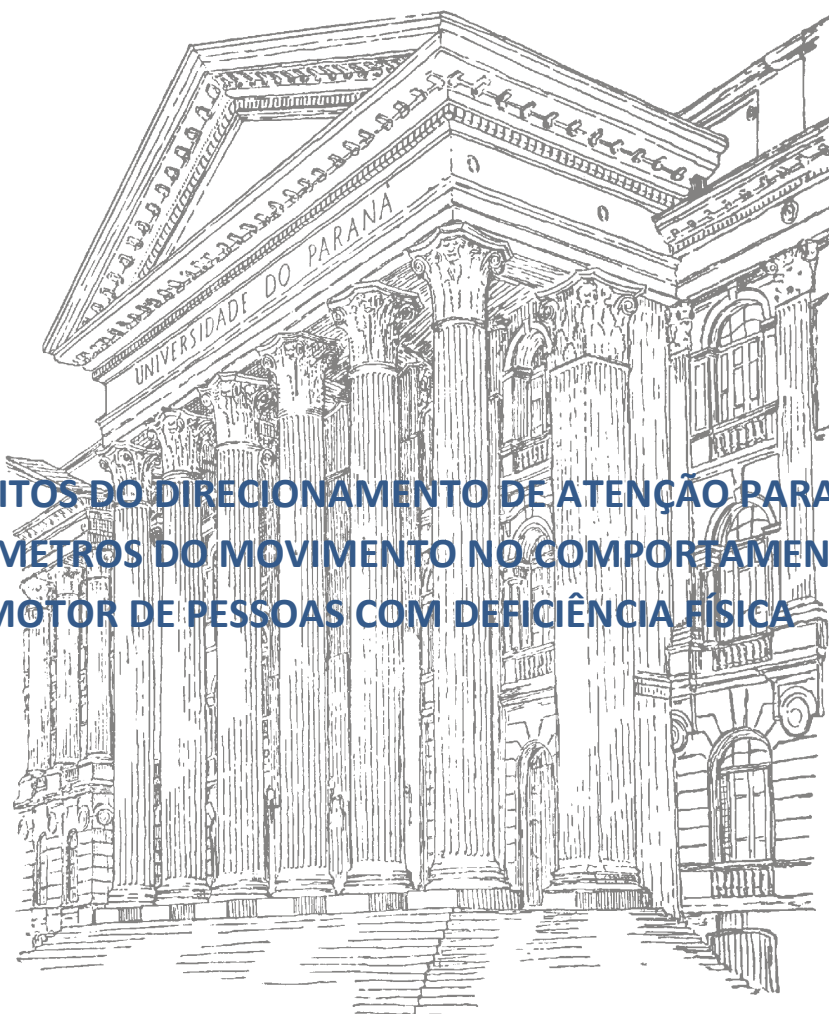 UNIVERSIDADE DO PARANÁ
ITOS DO DIRECIONAMENTO DE ATENÇÃO PARA
METROS DO MOVIMENTO NO COMPORTAMEN
MOTOR DE PESSOAS COM DEFICIÊNCIA FÍSICA